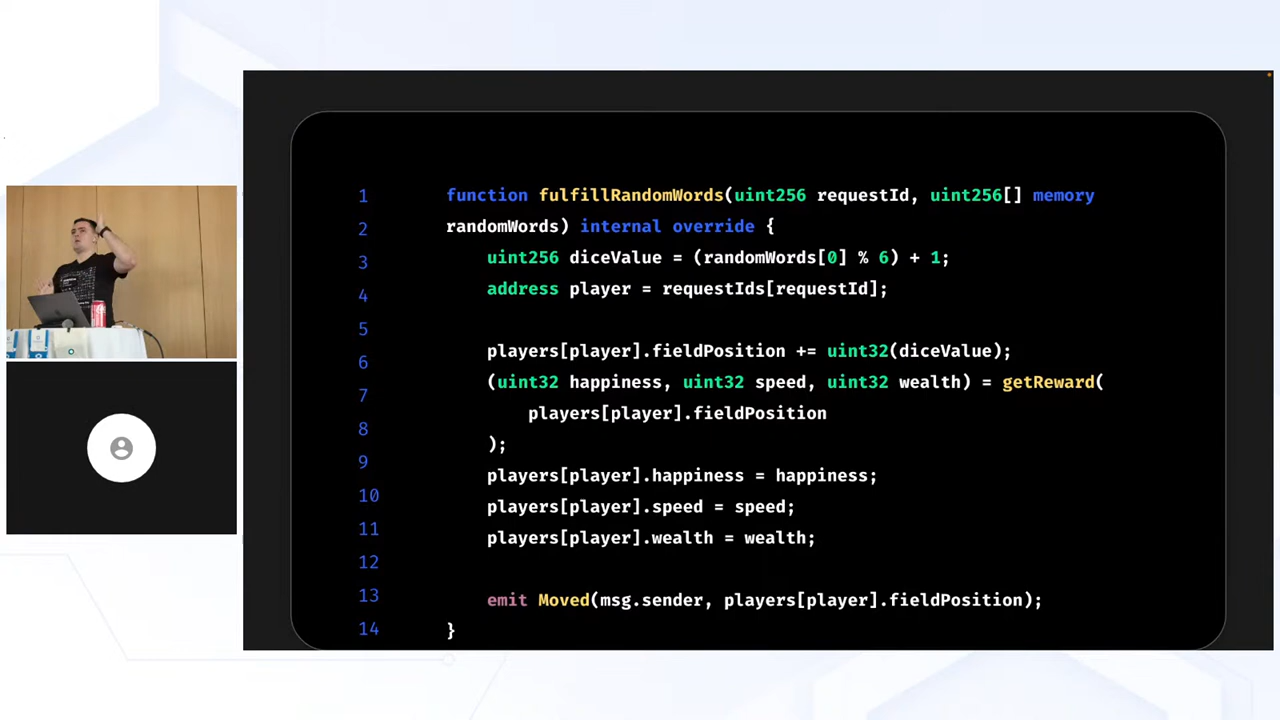 1 function fulfillRandomWords(uint256 requestId, uint256[] memory
2 randomWords) internal override {
3 uint256 diceValue = (randomWords[0] % 6) + 1;
4 address player = requestIds[requestId];
5
6 players[player].fieldPosition += uint32(diceValue);
7 (uint32 happiness, uint32 speed, uint32 wealth) = getReward(
8 players[player].fieldPosition
9 );
10 players[player].happiness = happiness;
11 players[player].speed = speed;
12 players[player].wealth = wealth;
13 emit Moved(msg.sender, players[player].fieldPosition);
14 }